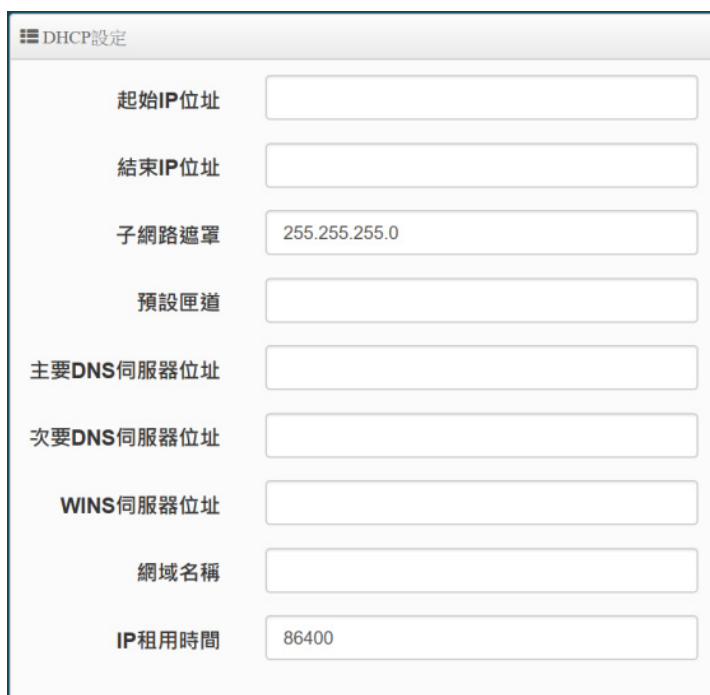 DHCP設定
起始IP位址
結束IP位址
子網路遮罩 255.255.255.0
預設匣道
主要DNS伺服器位址
次要DNS伺服器位址
WINS伺服器位址
網域名稱
IP租用時間 86400